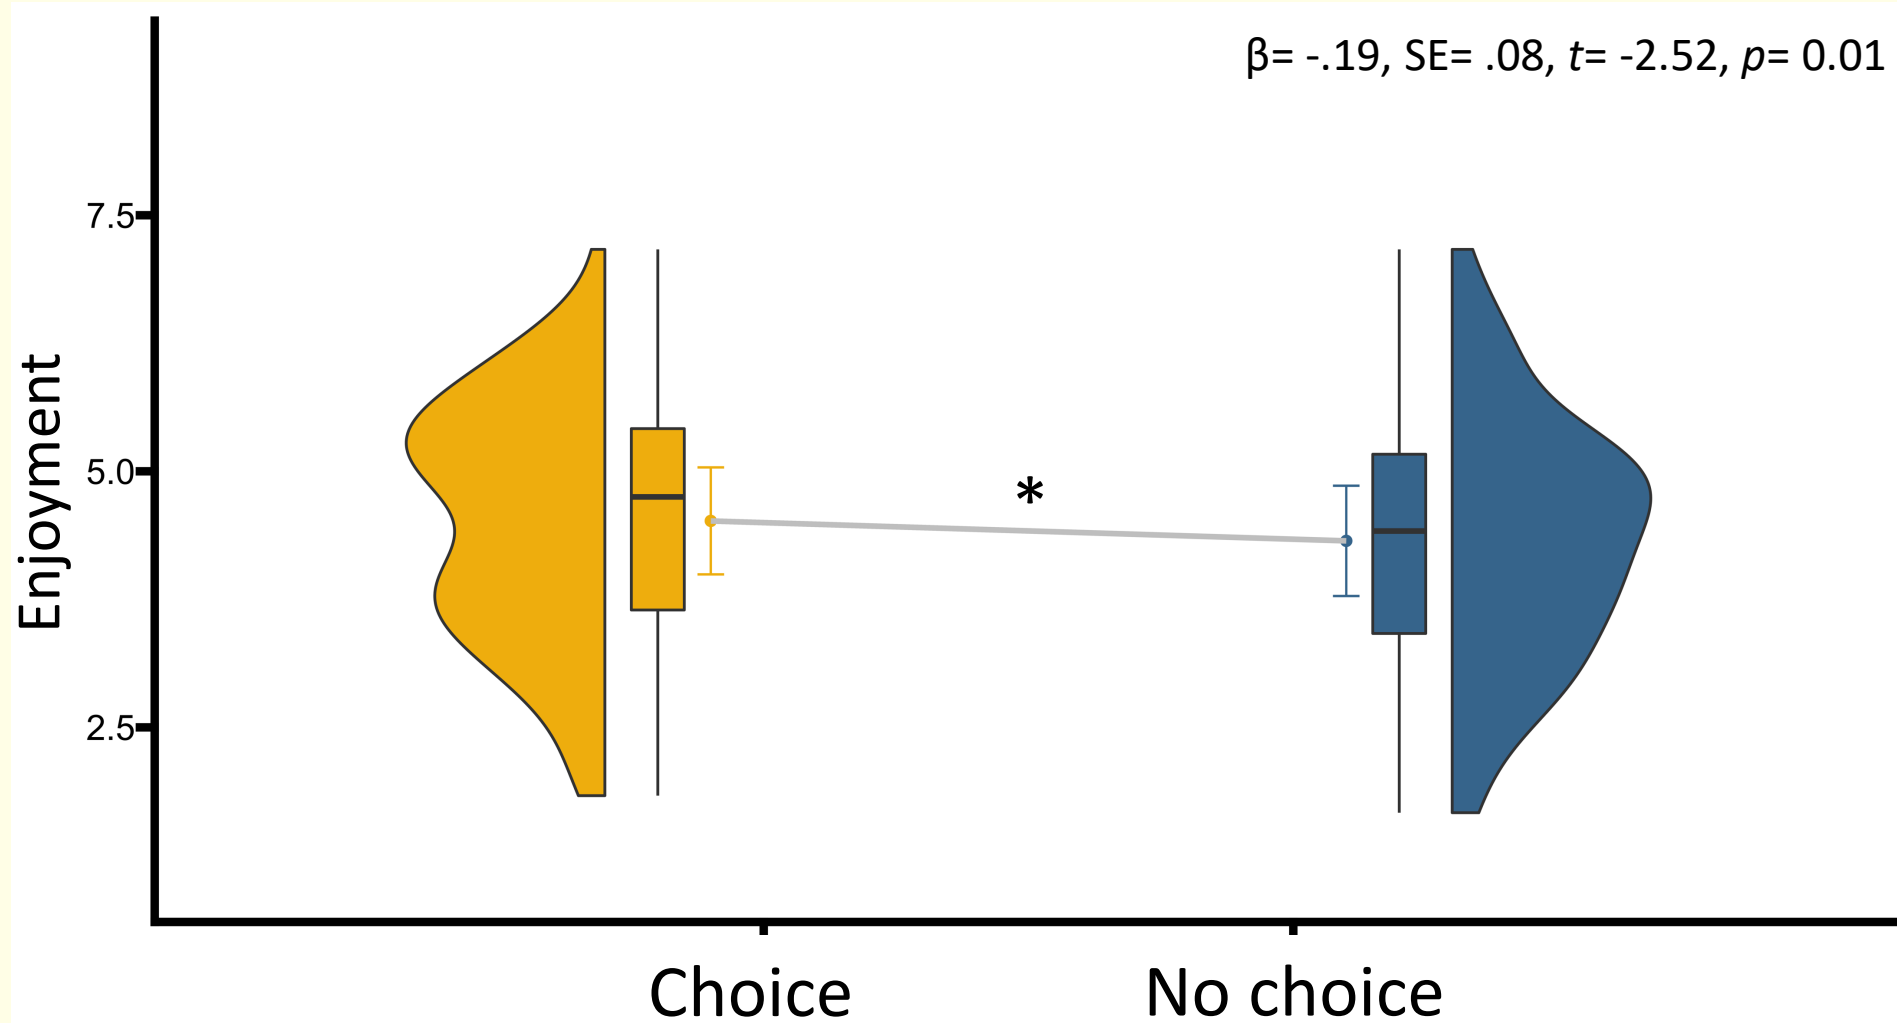 β= -.19, SE= .08, t= -2.52, p= 0.01
7.5
5.0
2.5
Enjoyment
*
Choice
No choice